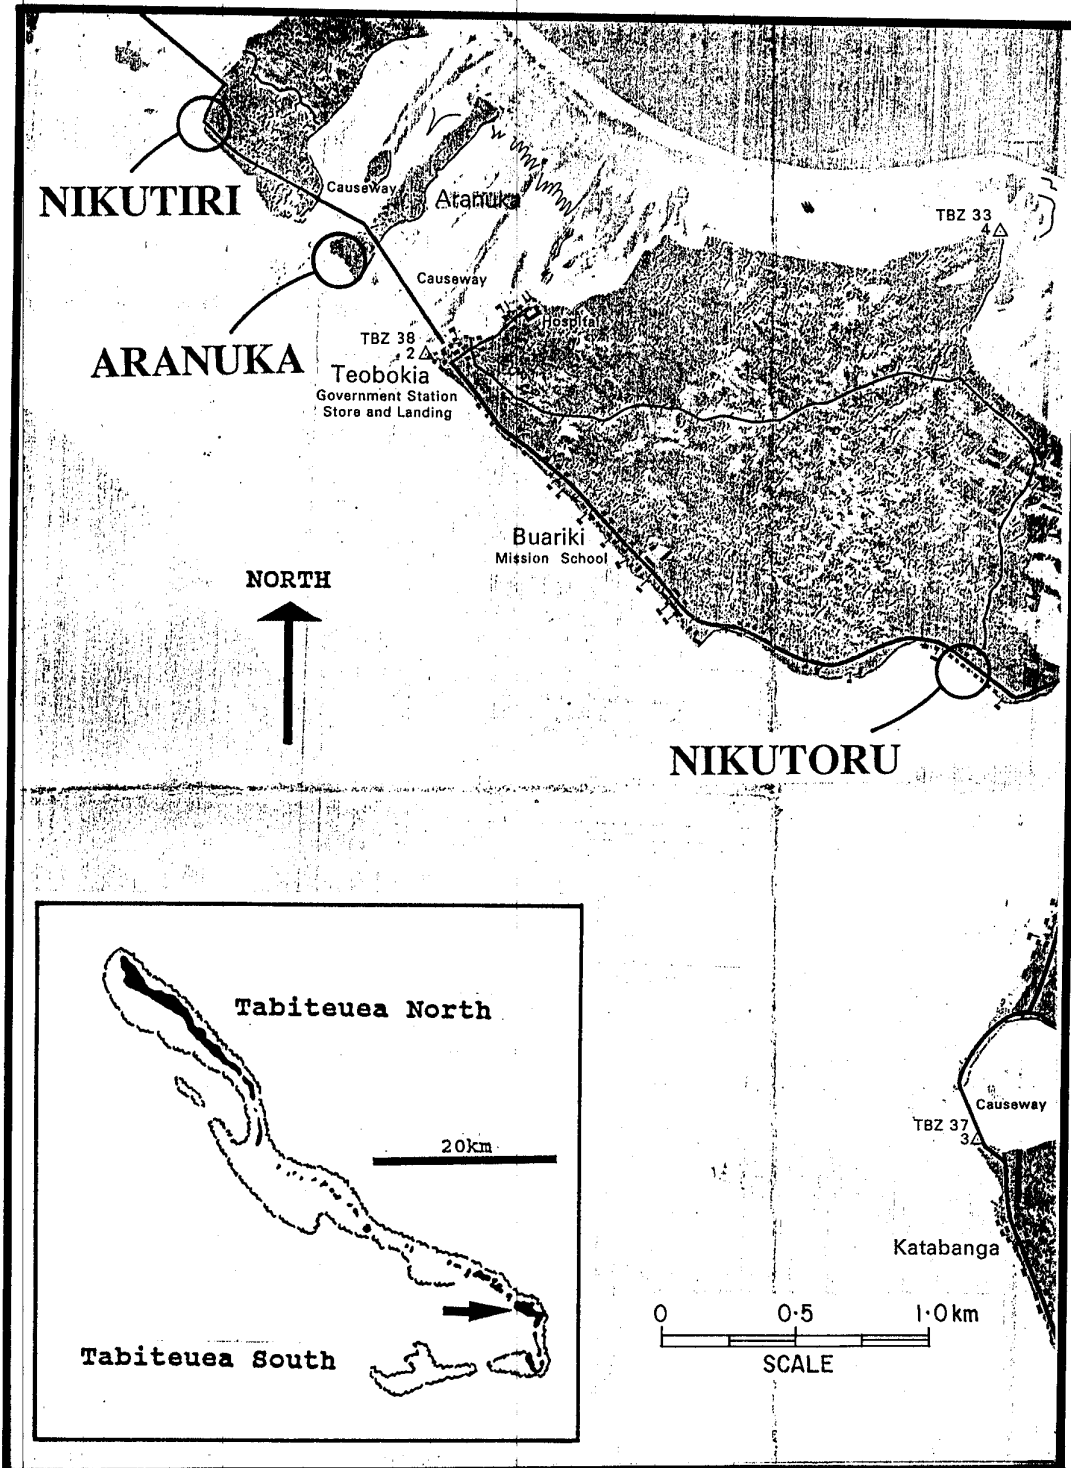 NIKUTIRI
Causeway
Aranuka
TBZ 33
4
ARANUKA
Causeway
Hospital
TBZ 38
2
Teobokia
Government Station
Store and Landing
Buariki
Mission School
NORTH
NIKUTORU
Tabiteuea North
20km
Tabiteuea South
Causeway
TBZ 37
3
Katabanga
0 0·5 1·0km
SCALE